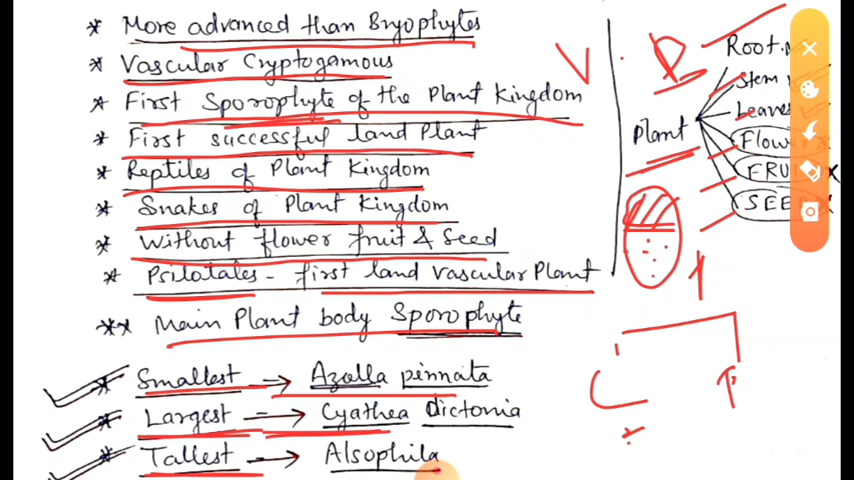 * More advanced than Bryophytes
* Vascular Cryptogamous
* First Sporophyte of the Plant Kingdom
* First successful land Plant
* Reptiles of Plant Kingdom
* Snakes of Plant Kingdom
* Without flower fruit & Seed
* Psilotales - first land vascular Plant
** Main Plant body Sporophyte
* Smallest → Azolla pinnata
* Largest → Cyathea dictonia
* Tallest → Alsophila
V
P
Plant
Root
Stem
Leaves
Flow
FRU
SEE